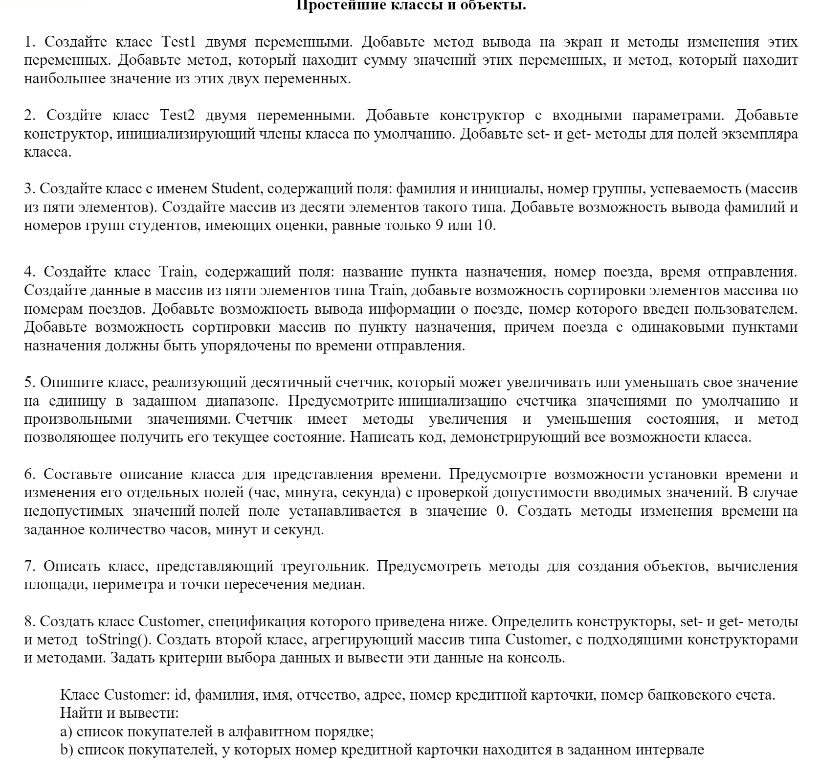 Простейшие классы и объекты.
1. Создайте класс Test1 двумя переменными. Добавьте метод вывода на экран и методы изменения этих
переменных. Добавьте метод, который находит сумму значений этих переменных, и метод, который находит
наибольшее значение из этих двух переменных.
2. Создйте класс Test2 двумя переменными. Добавьте конструктор с входными параметрами. Добавьте
конструктор, инициализирующий члены класса по умолчанию. Добавьте set- и get- методы для полей экземпляра
класса.
3. Создайте класс с именем Student, содержащий поля: фамилия и инициалы, номер группы, успеваемость (массив
из пяти элементов). Создайте массив из десяти элементов такого типа. Добавьте возможность вывода фамилий и
номеров групп студентов, имеющих оценки, равные только 9 или 10.
4. Создайте класс Train, содержащий поля: название пункта назначения, номер поезда, время отправления.
Создайте данные в массив из пяти элементов типа Train, добавьте возможность сортировки элементов массива по
номерам поездов. Добавьте возможность вывода информации о поезде, номер которого введен пользователем.
Добавьте возможность сортировки массив по пункту назначения, причем поезда с одинаковыми пунктами
назначения должны быть упорядочены по времени отправления.
5. Опишите класс, реализующий десятичный счетчик, который может увеличивать или уменьшать свое значение
на единицу в заданном диапазоне. Предусмотрите инициализацию счетчика значениями по умолчанию и
произвольными значениями. Счетчик имеет методы увеличения и уменьшения состояния, и метод
позволяющее получить его текущее состояние. Написать код, демонстрирующий все возможности класса.
6. Составьте описание класса для представления времени. Предусмотрте возможности установки времени и
изменения его отдельных полей (час, минута, секунда) с проверкой допустимости вводимых значений. В случае
недопустимых значений полей поле устанавливается в значение 0. Создать методы изменения времени на
заданное количество часов, минут и секунд.
7. Описать класс, представляющий треугольник. Предусмотреть методы для создания объектов, вычисления
площади, периметра и точки пересечения медиан.
8. Создать класс Customer, спецификация которого приведена ниже. Определить конструкторы, set- и get- методы
и метод toString(). Создать второй класс, агрегирующий массив типа Customer, с подходящими конструкторами
и методами. Задать критерии выбора данных и вывести эти данные на консоль.
Класс Customer: id, фамилия, имя, отчество, адрес, номер кредитной карточки, номер банковского счета.
Найти и вывести:
a) список покупателей в алфавитном порядке;
b) список покупателей, у которых номер кредитной карточки находится в заданном интервале